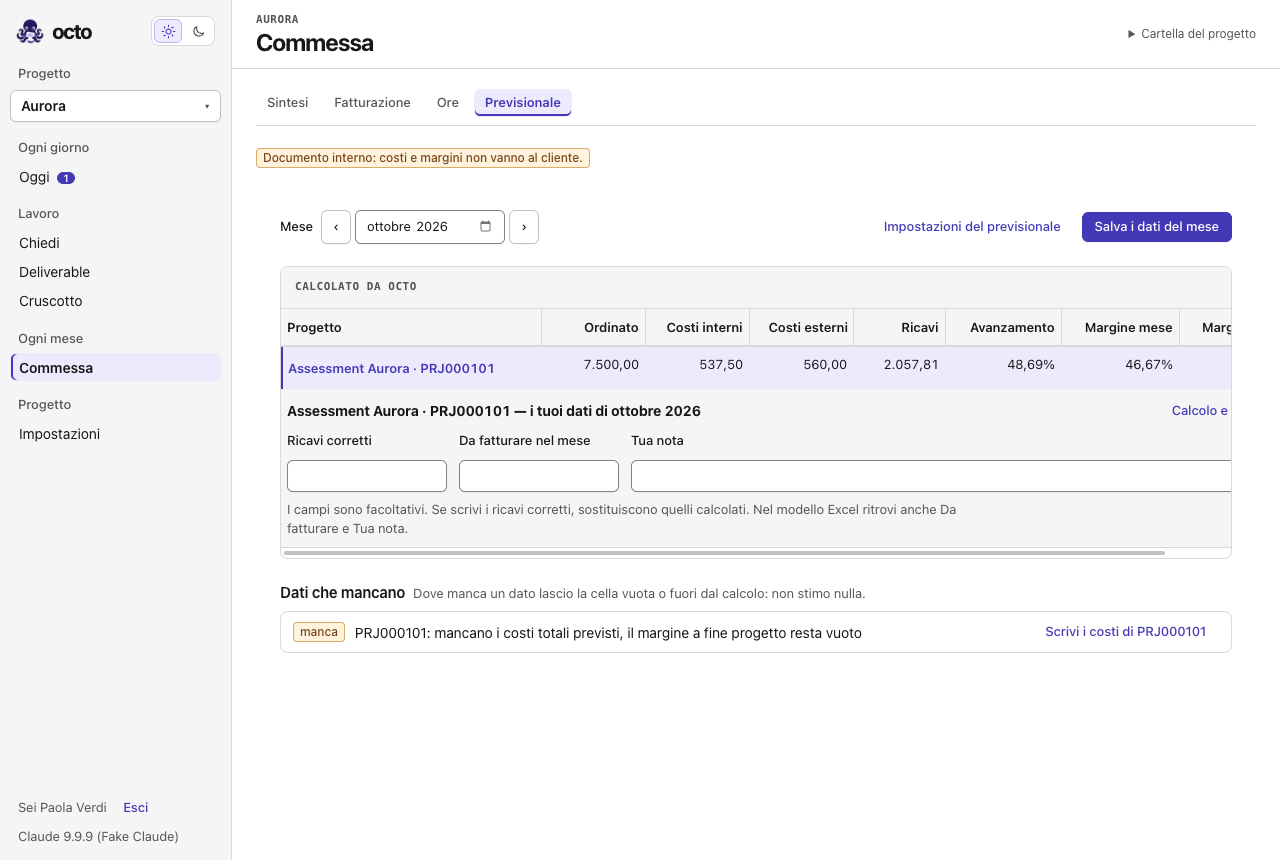 octo
Progetto
Aurora
Ogni giorno
Oggi 1
Lavoro
Chiedi
Deliverable
Cruscotto
Ogni mese
Commessa
Progetto
Impostazioni
Sei Paola Verdi Esci
Claude 9.9.9 (Fake Claude)
AURORA
Commessa
Cartella del progetto
Sintesi Fatturazione Ore Previsionale
Documento interno: costi e margini non vanno al cliente.
Mese ‹ ottobre 2026 › Impostazioni del previsionale Salva i dati del mese
CALCOLATO DA OCTO
Progetto Ordinato Costi interni Costi esterni Ricavi Avanzamento Margine mese Marg
Assessment Aurora · PRJ000101 7.500,00 537,50 560,00 2.057,81 48,69% 46,67%
Assessment Aurora · PRJ000101 — i tuoi dati di ottobre 2026 Calcolo e
Ricavi corretti Da fatturare nel mese Tua nota
I campi sono facoltativi. Se scrivi i ricavi corretti, sostituiscono quelli calcolati. Nel modello Excel ritrovi anche Da
fatturare e Tua nota.
Dati che mancano Dove manca un dato lascio la cella vuota o fuori dal calcolo: non stimo nulla.
manca PRJ000101: mancano i costi totali previsti, il margine a fine progetto resta vuoto Scrivi i costi di PRJ000101